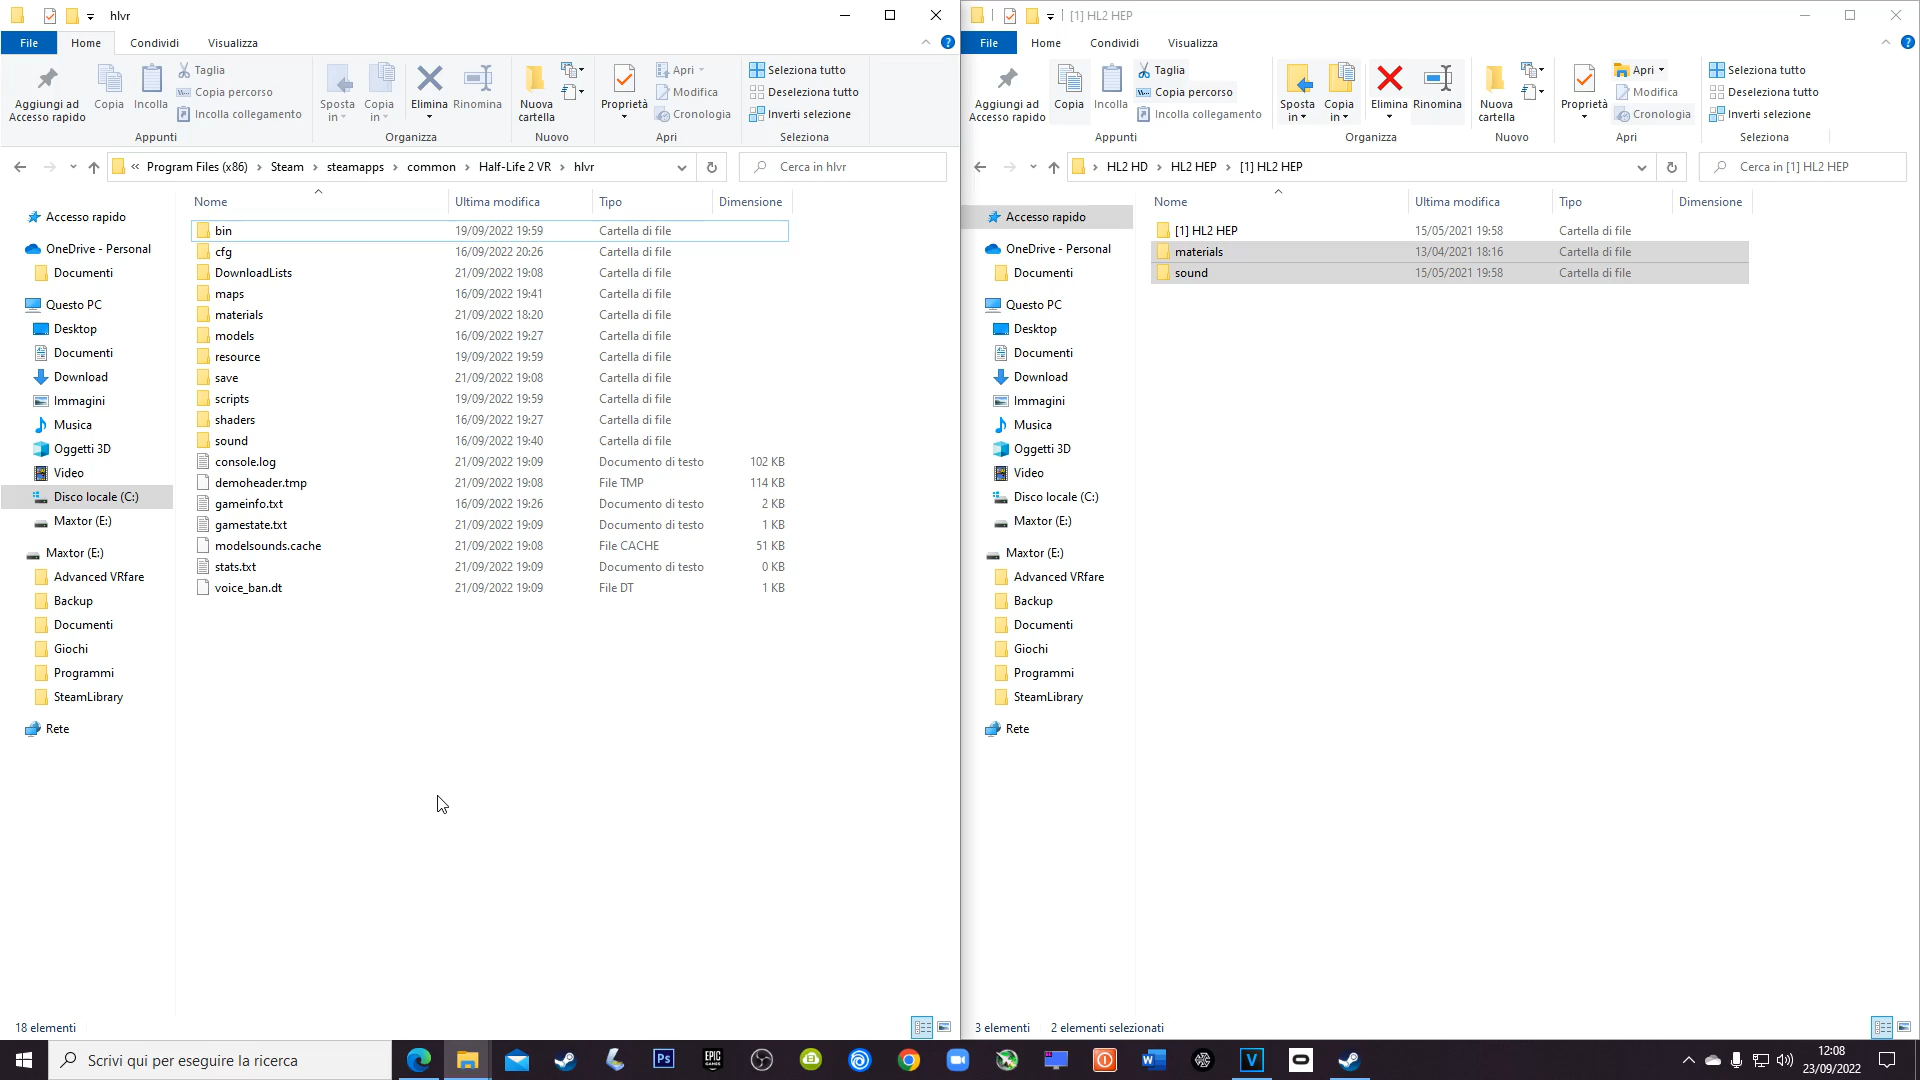 hlvr
File Home Condividi Visualizza
Aggiungi ad Accesso rapido
Copia
Incolla
Taglia
Copia percorso
Incolla collegamento
Appunti
Sposta in
Copia in
Elimina
Rinomina
Organizza
Nuova cartella
Nuovo
Proprietà
Apri
Modifica
Cronologia
Apri
Seleziona tutto
Deseleziona tutto
Inverti selezione
Selezione
« Program Files (x86) > Steam > steamapps > common > Half-Life 2 VR > hlvr
Cerca in hlvr
Accesso rapido
OneDrive - Personal
Documenti
Questo PC
Desktop
Documenti
Download
Immagini
Musica
Oggetti 3D
Video
Disco locale (C:)
Maxtor (E:)
Maxtor (E:)
Advanced VRfare
Backup
Documenti
Giochi
Programmi
SteamLibrary
Rete
Nome Ultima modifica Tipo Dimensione
bin 19/09/2022 19:59 Cartella di file
cfg 16/09/2022 20:26 Cartella di file
DownloadLists 21/09/2022 19:08 Cartella di file
maps 16/09/2022 19:41 Cartella di file
materials 21/09/2022 18:20 Cartella di file
models 16/09/2022 19:27 Cartella di file
resource 19/09/2022 19:59 Cartella di file
save 21/09/2022 19:08 Cartella di file
scripts 19/09/2022 19:59 Cartella di file
shaders 16/09/2022 19:27 Cartella di file
sound 16/09/2022 19:40 Cartella di file
console.log 21/09/2022 19:09 Documento di testo 102 KB
demoheader.tmp 21/09/2022 19:08 File TMP 114 KB
gameinfo.txt 16/09/2022 19:26 Documento di testo 2 KB
gamestate.txt 21/09/2022 19:09 Documento di testo 1 KB
modelsounds.cache 21/09/2022 19:08 File CACHE 51 KB
stats.txt 21/09/2022 19:09 Documento di testo 0 KB
voice_ban.dt 21/09/2022 19:09 File DT 1 KB
18 elementi
[1] HL2 HEP
File Home Condividi Visualizza
Aggiungi ad Accesso rapido
Copia
Incolla
Taglia
Copia percorso
Incolla collegamento
Appunti
Sposta in
Copia in
Elimina
Rinomina
Organizza
Nuova cartella
Nuovo
Proprietà
Apri
Modifica
Cronologia
Apri
Seleziona tutto
Deseleziona tutto
Inverti selezione
Selezione
> HL2 HD > HL2 HEP > [1] HL2 HEP
Cerca in [1] HL2 HEP
Accesso rapido
OneDrive - Personal
Documenti
Questo PC
Desktop
Documenti
Download
Immagini
Musica
Oggetti 3D
Video
Disco locale (C:)
Maxtor (E:)
Maxtor (E:)
Advanced VRfare
Backup
Documenti
Giochi
Programmi
SteamLibrary
Rete
Nome Ultima modifica Tipo Dimensione
[1] HL2 HEP 15/05/2021 19:58 Cartella di file
materials 13/04/2021 18:16 Cartella di file
sound 15/05/2021 19:58 Cartella di file
3 elementi 2 elementi selezionati
Scrivi qui per eseguire la ricerca
Ps
EPIC GAMES
W
V
12:08
23/09/2022